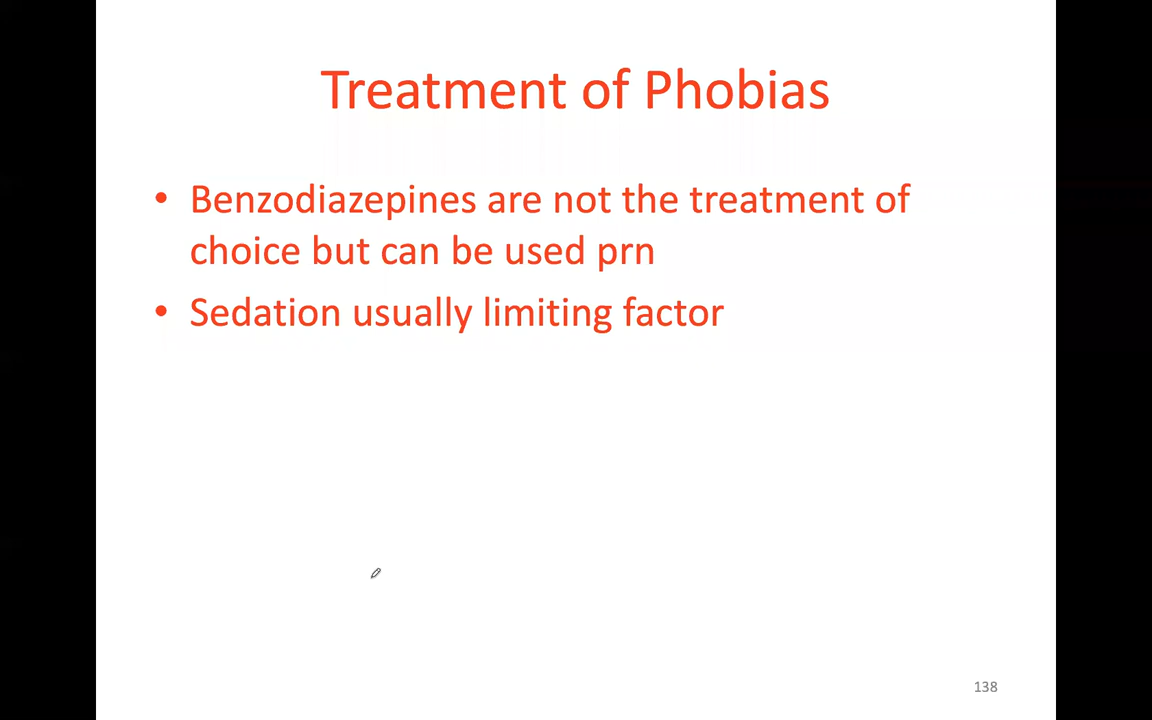 Treatment of Phobias
• Benzodiazepines are not the treatment of
choice but can be used prn
• Sedation usually limiting factor
138